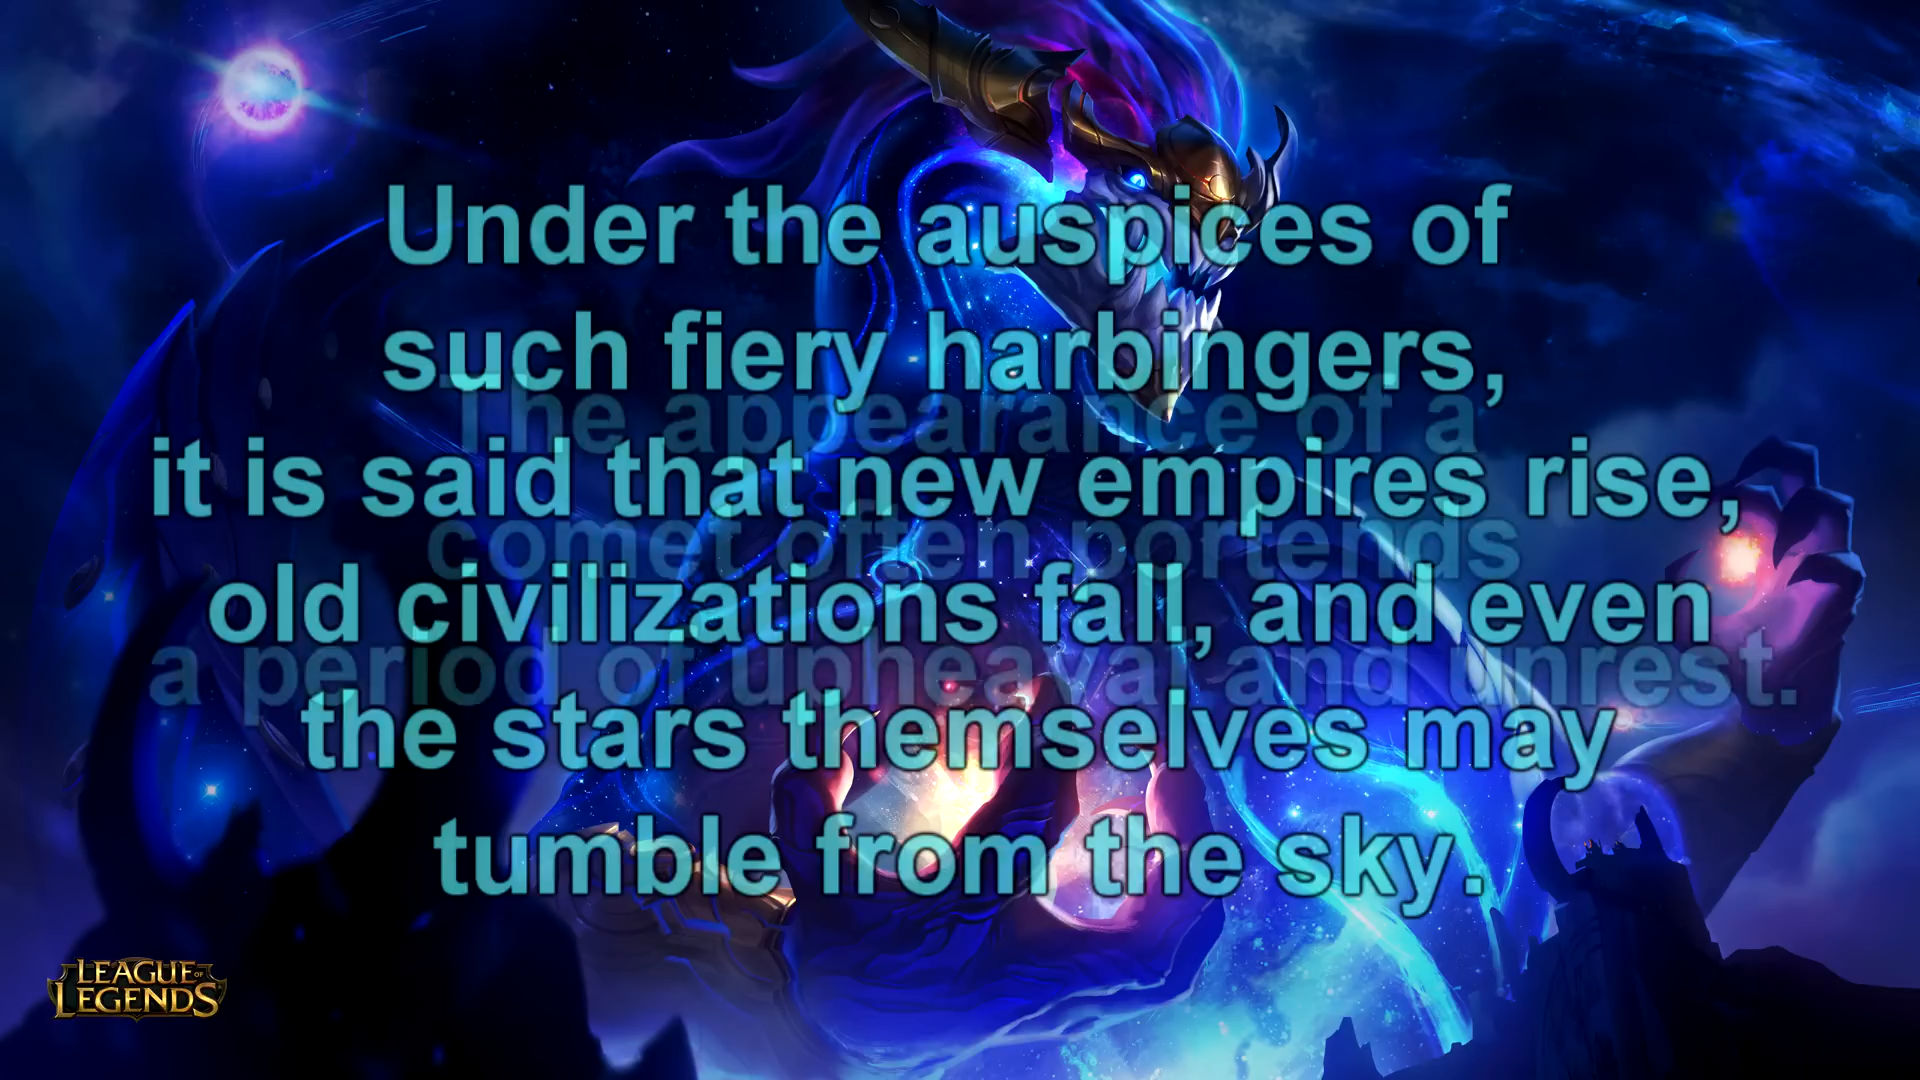 Under the auspices of
such fiery harbingers,
The appearance of a
it is said that new empires rise,
comet often portends
old civilizations fall, and even
a period of upheaval and unrest.
the stars themselves may
tumble from the sky.
LEAGUE OF
LEGENDS